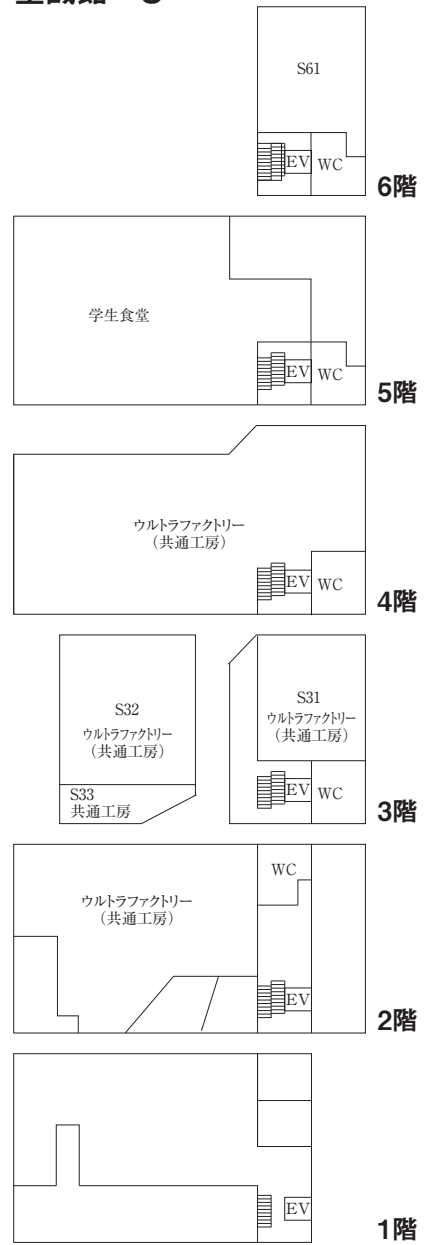 S61
EV
WC
6階
学生食堂
EV
WC
5階
ウルトラファクトリー
(共通工房)
EV
WC
4階
S32
ウルトラファクトリー
(共通工房)
S33
共通工房
S31
ウルトラファクトリー
(共通工房)
EV
WC
3階
ウルトラファクトリー
(共通工房)
WC
EV
2階
EV
1階